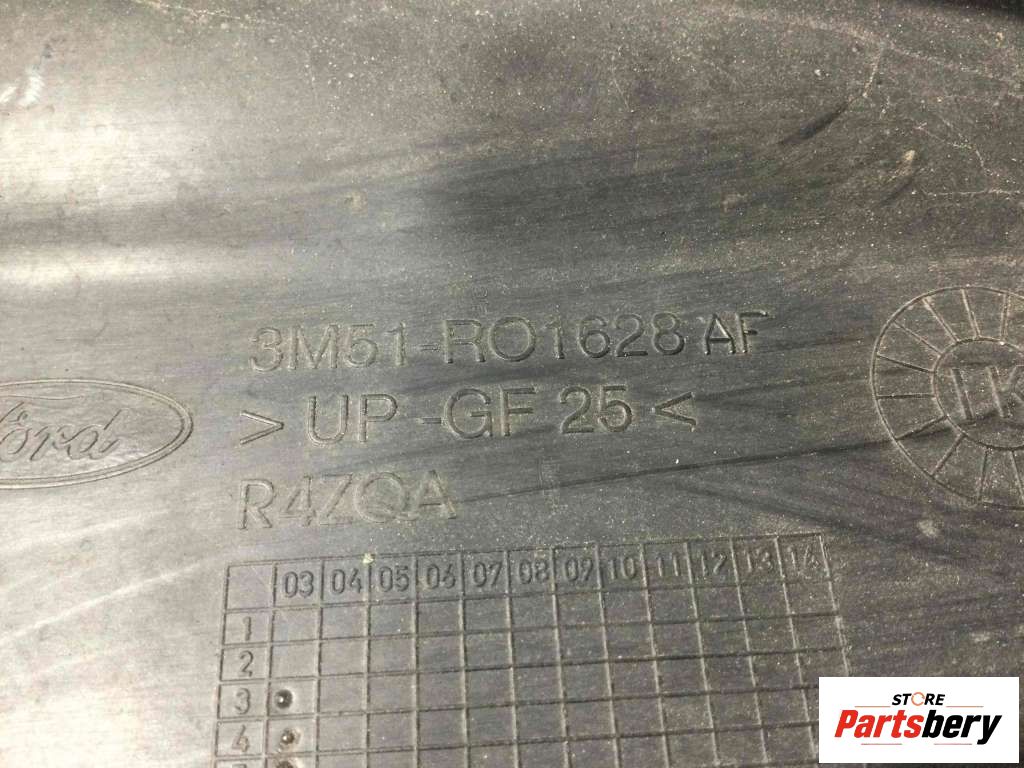 3M51-R01628 AF
Ford
> UP-GF 25 <
R4ZQA
03 04 05 06 07 08 09 10 11 12 13 14
1
2
3
4
STORE
Partsbery